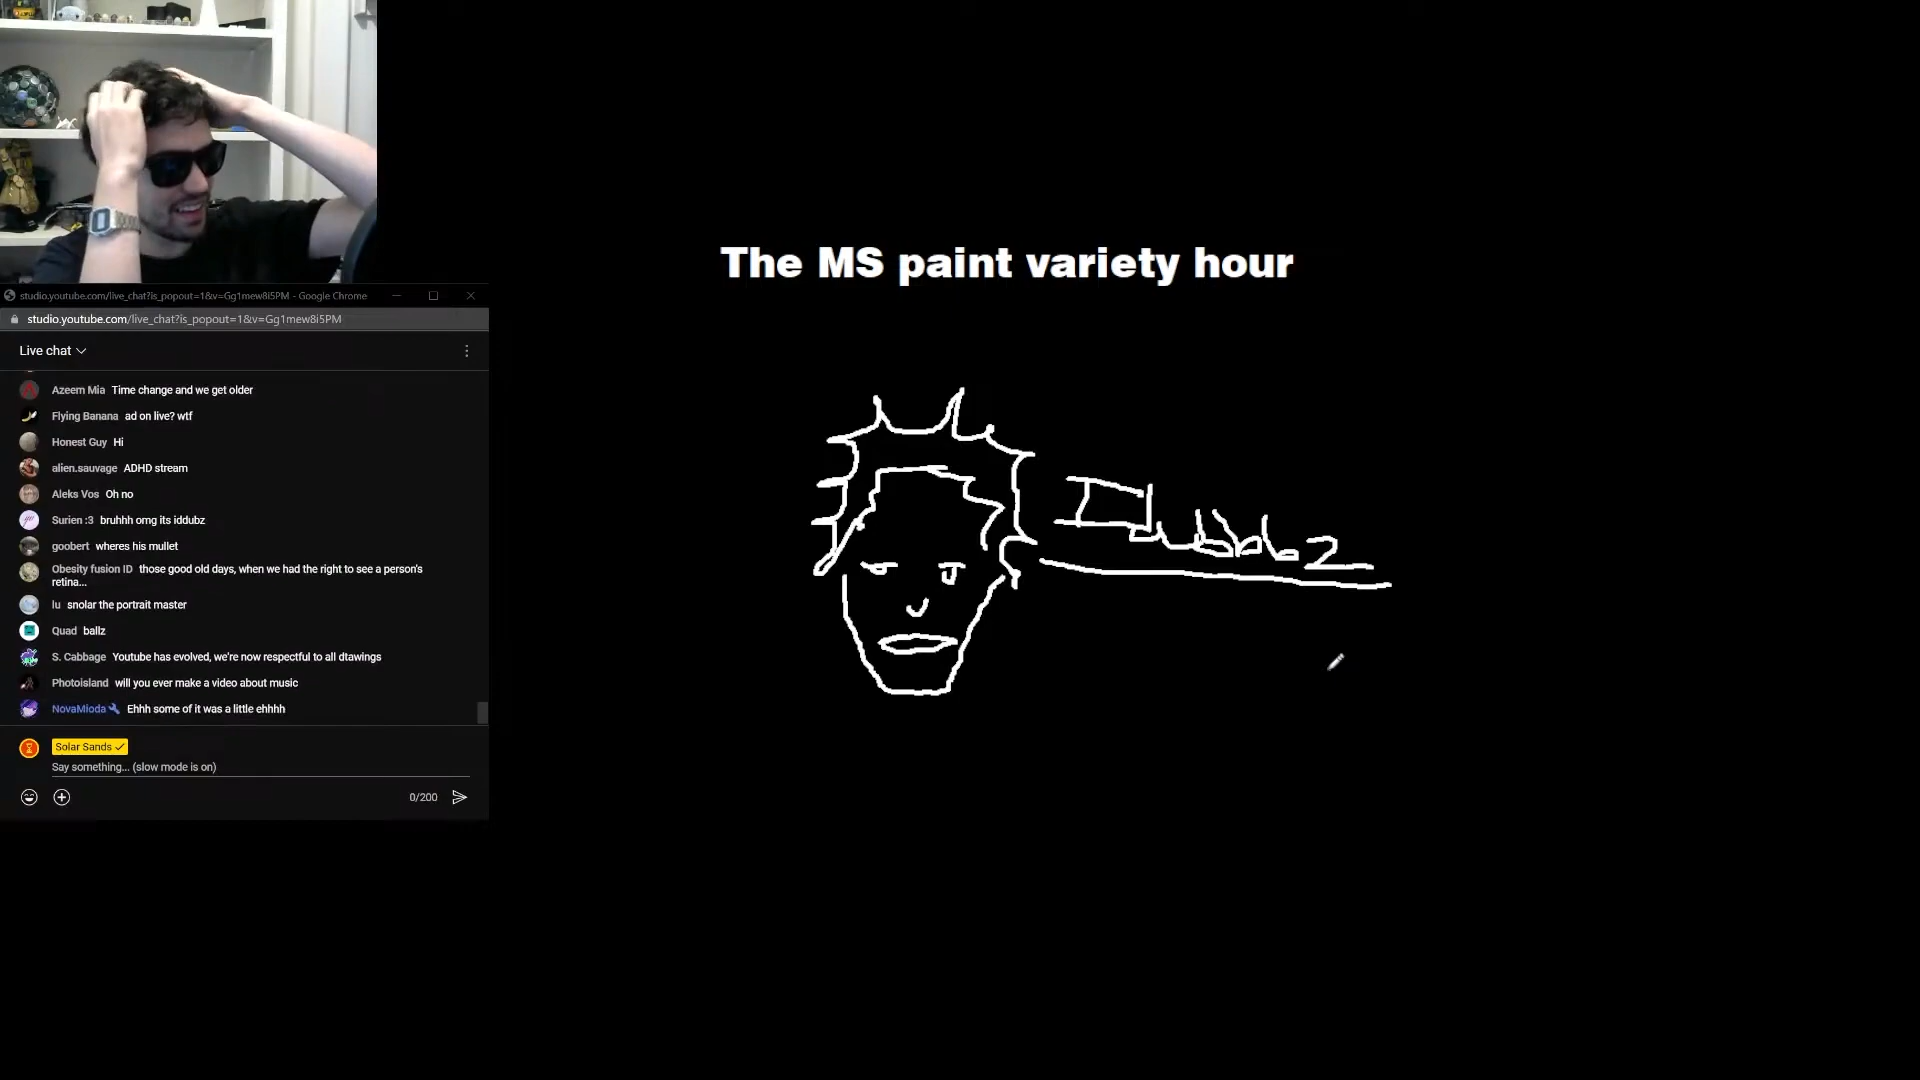 studio.youtube.com/live_chat?is_popout=1&v=Gg1mew8i5PM - Google Chrome
studio.youtube.com/live_chat?is_popout=1&v=Gg1mew8i5PM
Live chat
Azeem Mia Time change and we get older
Flying Banana ad on live? wtf
Honest Guy Hi
alien.sauvage ADHD stream
Aleks Vos Oh no
Surien :3 bruhhh omg its iddubz
goobert wheres his mullet
Obesity fusion ID those good old days, when we had the right to see a person's
retina...
lu snolar the portrait master
Quad ballz
S. Cabbage Youtube has evolved, we're now respectful to all dtawings
Photoisland will you ever make a video about music
NovaMioda Ehhh some of it was a little ehhhh
Solar Sands
Say something... (slow mode is on)
0/200
The MS paint variety hour
Idubbbz